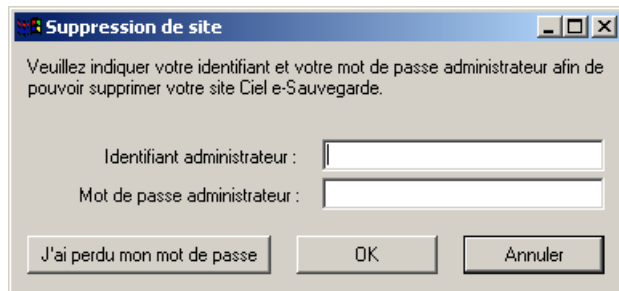 Suppression de site
Veuillez indiquer votre identifiant et votre mot de passe administrateur afin de
pouvoir supprimer votre site Ciel e-Sauvegarde.
Identifiant administrateur :
Mot de passe administrateur :
J'ai perdu mon mot de passe OK Annuler